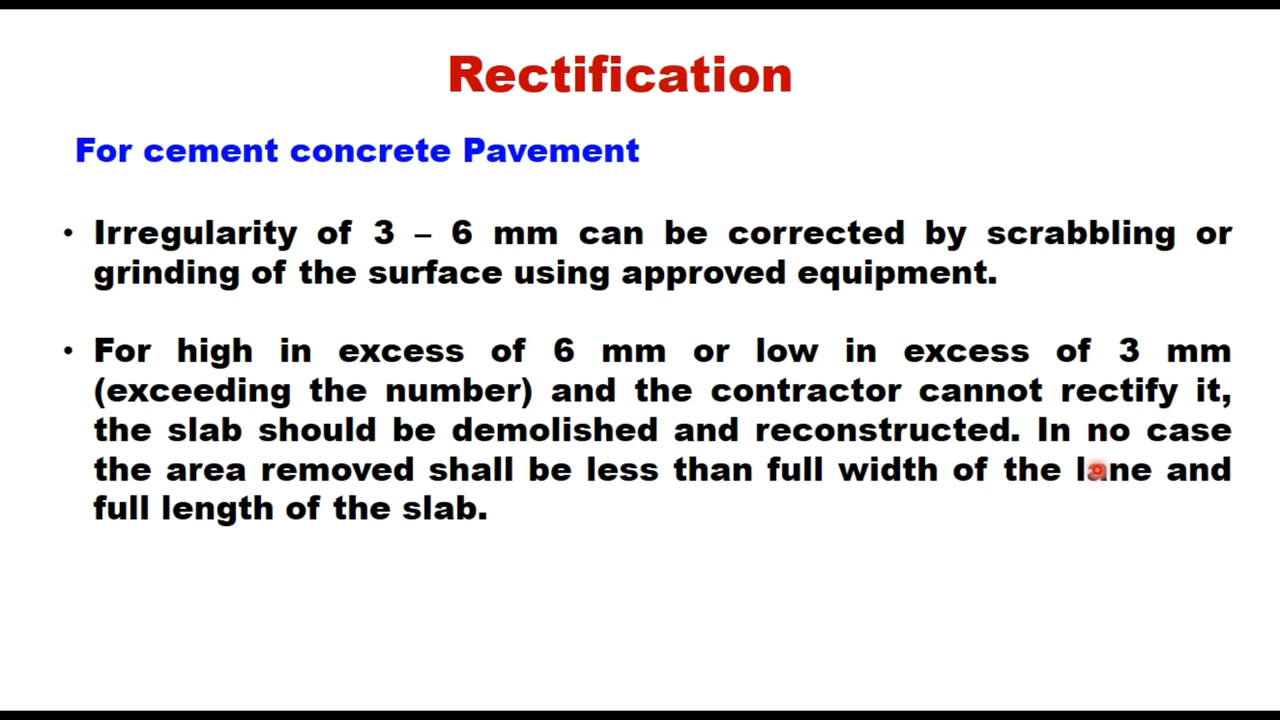 Rectification
For cement concrete Pavement
• Irregularity of 3 – 6 mm can be corrected by scrabbling or
grinding of the surface using approved equipment.
• For high in excess of 6 mm or low in excess of 3 mm
(exceeding the number) and the contractor cannot rectify it,
the slab should be demolished and reconstructed. In no case
the area removed shall be less than full width of the lane and
full length of the slab.